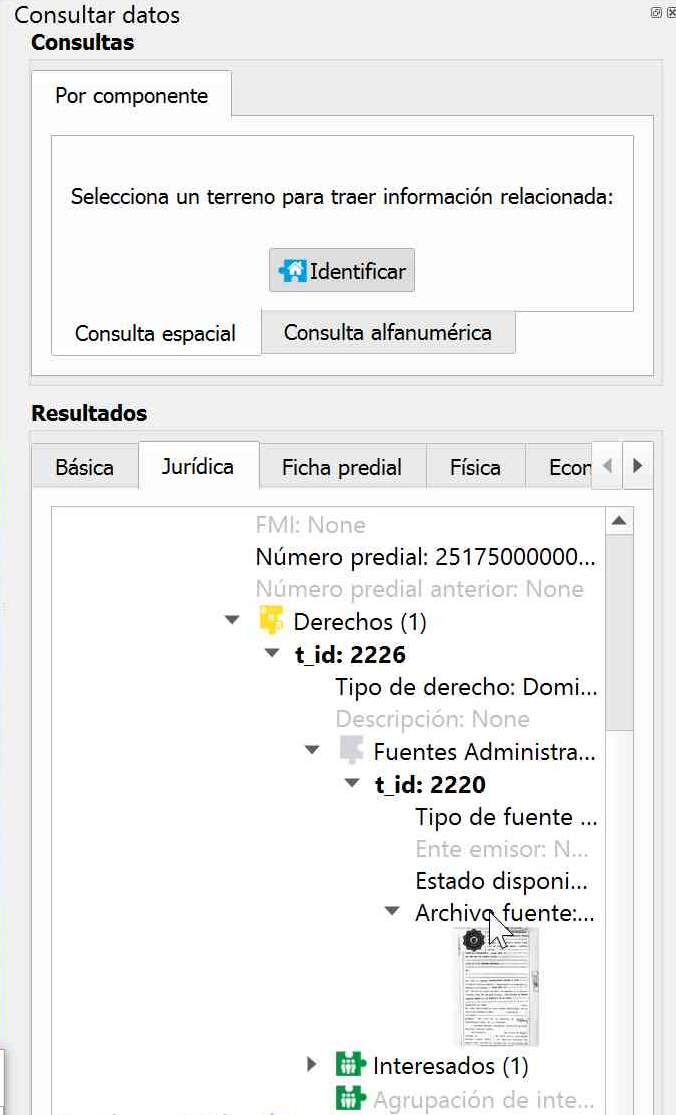 Consultar datos
Consultas
Por componente
Selecciona un terreno para traer información relacionada:
Identificar
Consulta espacial
Consulta alfanumérica
Resultados
Básica
Jurídica
Ficha predial
Física
Econ
FMI: None
Número predial: 25175000000...
Número predial anterior: None
Derechos (1)
t_id: 2226
Tipo de derecho: Domi...
Descripción: None
Fuentes Administra...
t_id: 2220
Tipo de fuente ...
Ente emisor: N...
Estado disponi...
Archivo fuente:...
Interesados (1)
Agrupación de inte...